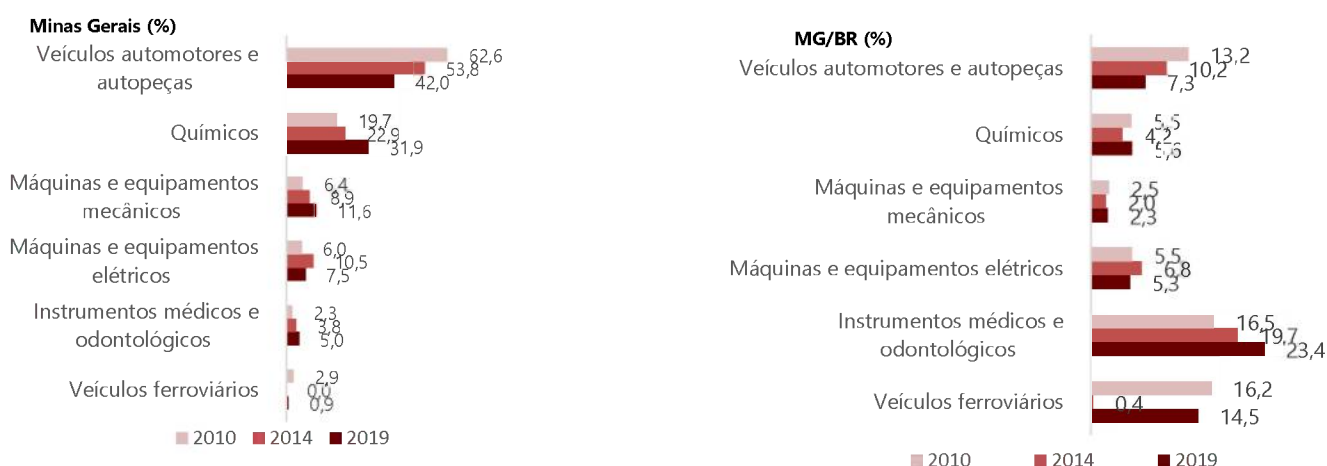 Minas Gerais (%)
Veículos automotores e
autopeças
62,6
53,8
42,0
Químicos
19,7
22,9
31,9
Máquinas e equipamentos
mecânicos
6,4
8,9
11,6
Máquinas e equipamentos
elétricos
6,0
10,5
7,5
Instrumentos médicos e
odontológicos
2,3
3,8
5,0
Veículos ferroviários
2,9
0,0
0,9
2010 2014 2019
MG/BR (%)
Veículos automotores e autopeças
13,2
10,2
7,3
Químicos
5,5
4,2
5,6
Máquinas e equipamentos
mecânicos
2,5
2,0
2,3
Máquinas e equipamentos elétricos
5,5
6,8
5,3
Instrumentos médicos e
odontológicos
16,5
19,7
23,4
Veículos ferroviários
16,2
0,4
14,5
2010 2014 2019